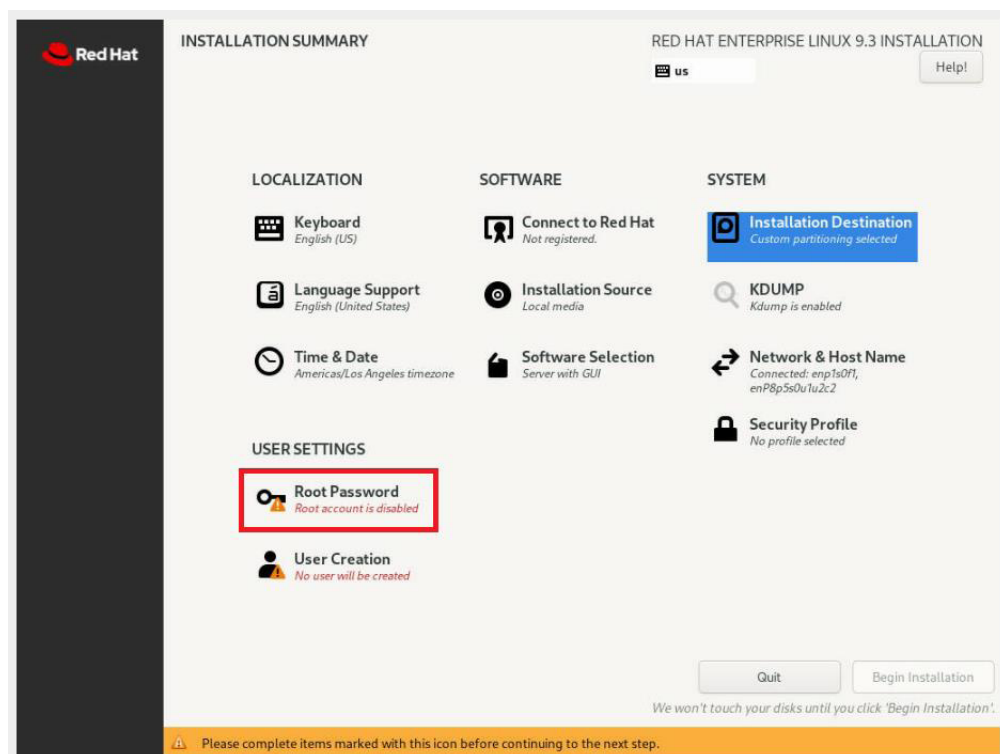 Red Hat
INSTALLATION SUMMARY
RED HAT ENTERPRISE LINUX 9.3 INSTALLATION
us
Help!
LOCALIZATION
Keyboard
English (US)
Language Support
English (United States)
Time & Date
Americas/Los Angeles timezone
SOFTWARE
Connect to Red Hat
Not registered.
Installation Source
Local media
Software Selection
Server with GUI
SYSTEM
Installation Destination
Custom partitioning selected
KDUMP
Kdump is enabled
Network & Host Name
Connected: enp1s0f1,
enP8p5s0u1u2c2
Security Profile
No profile selected
USER SETTINGS
Root Password
Root account is disabled
User Creation
No user will be created
Quit
Begin Installation
We won't touch your disks until you click 'Begin Installation'.
Please complete items marked with this icon before continuing to the next step.